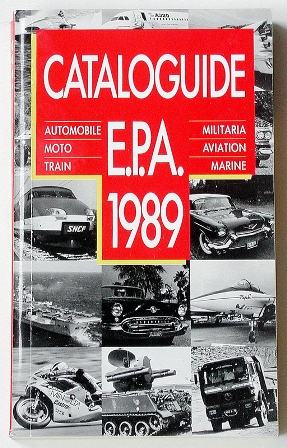 CATALOGUIDE
AUTOMOBILE
MOTO
TRAIN
E.P.A.
1989
MILITARIA
AVIATION
MARINE
SNCF